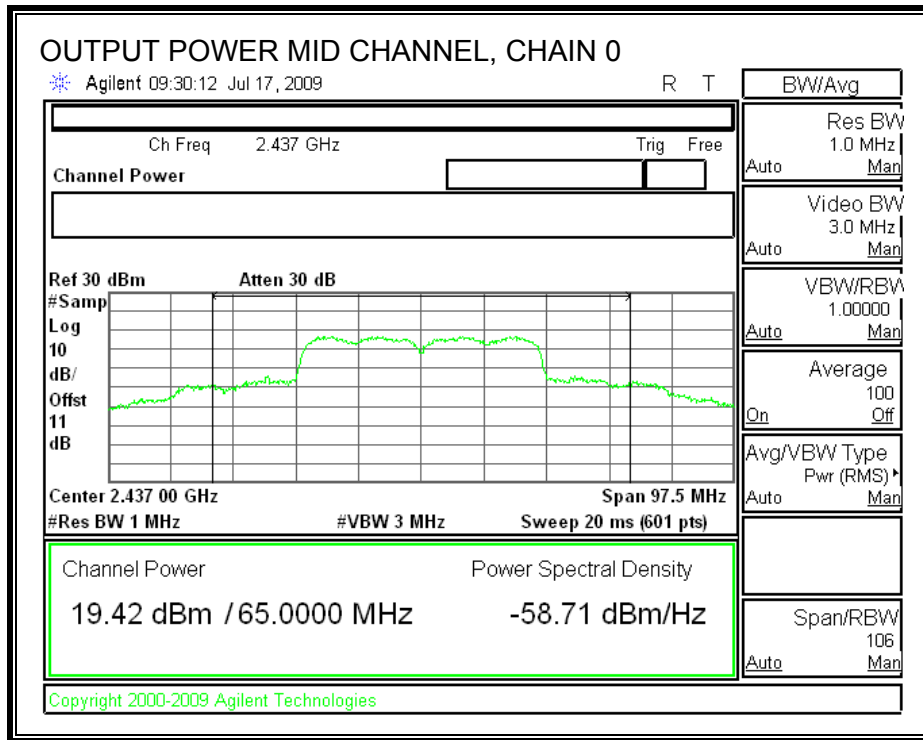 OUTPUT POWER MID CHANNEL, CHAIN 0
Agilent 09:30:12 Jul 17, 2009 R T
Ch Freq 2.437 GHz Trig Free
Channel Power
Ref 30 dBm Atten 30 dB
#Samp
Log
10
dB/
Offst
11
dB
Center 2.437 00 GHz Span 97.5 MHz
#Res BW 1 MHz #VBW 3 MHz Sweep 20 ms (601 pts)
Channel Power Power Spectral Density
19.42 dBm / 65.0000 MHz -58.71 dBm/Hz
Copyright 2000-2009 Agilent Technologies
BW/Avg
Res BW
1.0 MHz
Auto Man
Video BW
3.0 MHz
Auto Man
VBW/RBW
1.00000
Auto Man
Average
100
On Off
Avg/VBW Type
Pwr (RMS)
Auto Man
Span/RBW
106
Auto Man